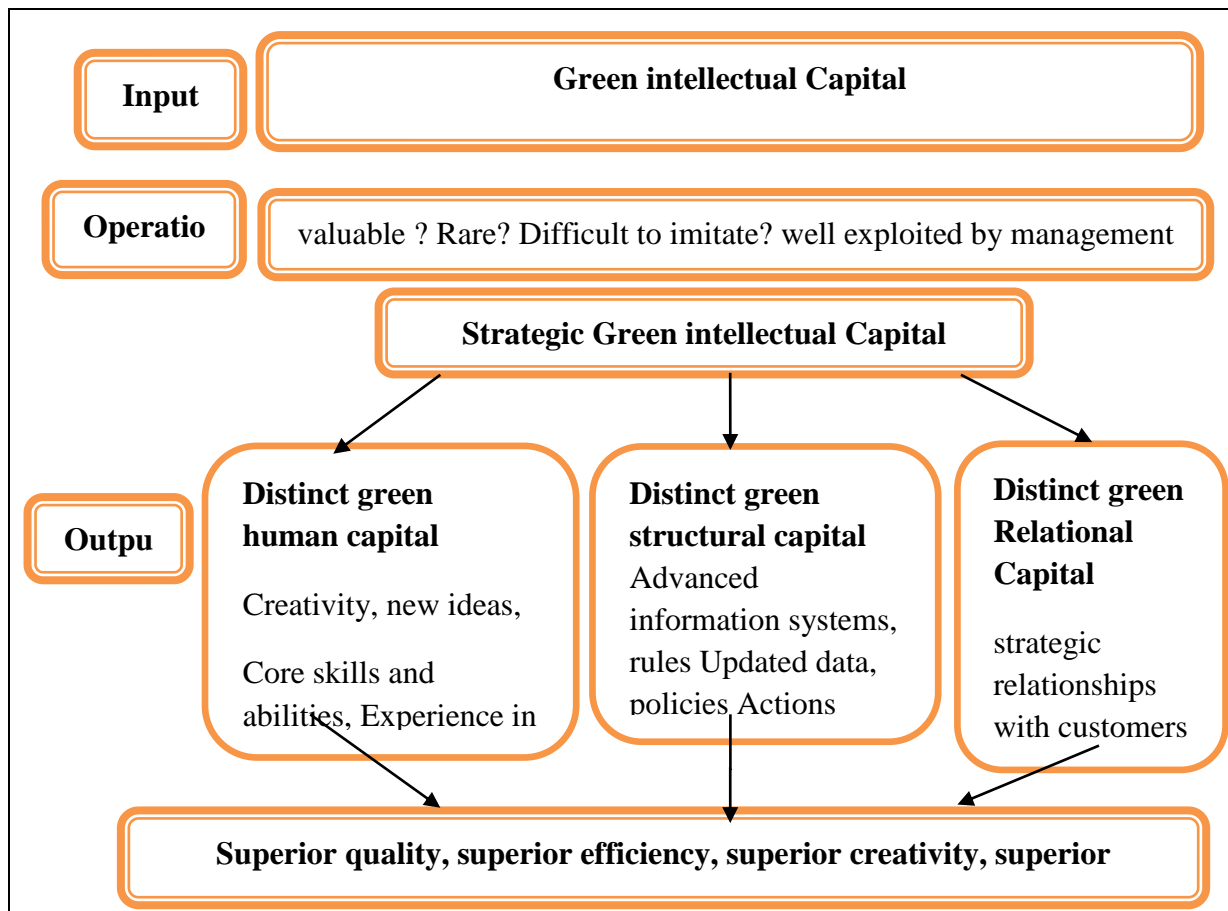 Input
Green intellectual Capital
Operatio
valuable ? Rare? Difficult to imitate? well exploited by management
Strategic Green intellectual Capital
Outpu
Distinct green
human capital
Creativity, new ideas,
Core skills and
abilities, Experience in
Distinct green
structural capital
Advanced
information systems,
rules Updated data,
policies Actions
Distinct green
Relational
Capital
strategic
relationships
with customers
Superior quality, superior efficiency, superior creativity, superior